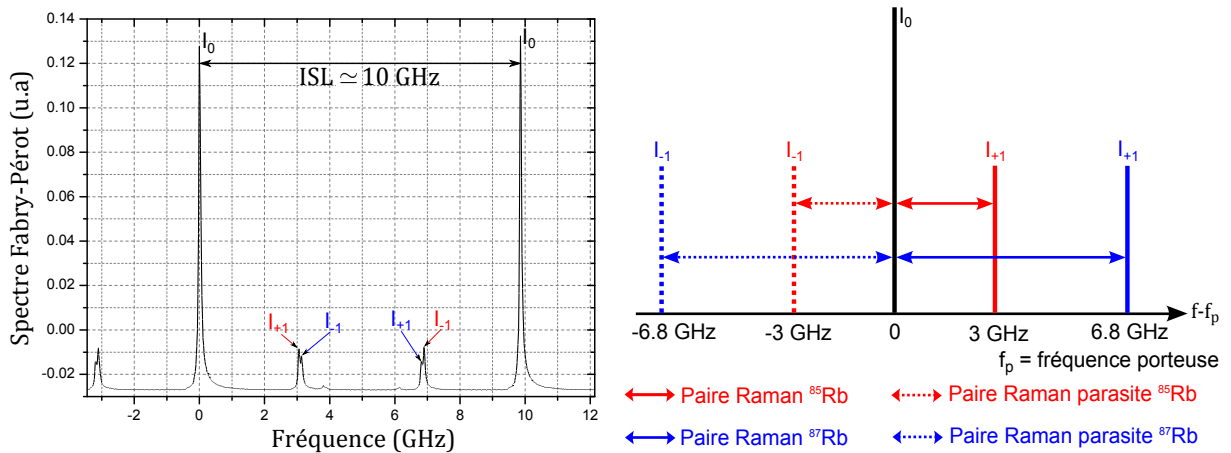 Spectre Fabry-Pérot (u.a)
0.14
0.12
0.10
0.08
0.06
0.04
0.02
0.00
-0.02
I₀
I₀
ISL ≃ 10 GHz
I₊₁
I₋₁
I₊₁
I₋₁
-2
0
2
4
6
8
10
12
Fréquence (GHz)
I₀
I₋₁
I₋₁
I₊₁
I₊₁
-6.8 GHz
-3 GHz
0
3 GHz
6.8 GHz
f-fₚ
fₚ = fréquence porteuse
Paire Raman ⁸⁵Rb
Paire Raman parasite ⁸⁵Rb
Paire Raman ⁸⁷Rb
Paire Raman parasite ⁸⁷Rb